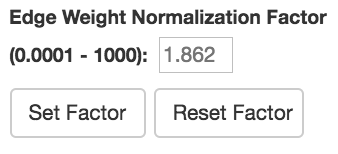 Edge Weight Normalization Factor
(0.0001 - 1000): 1.862
Set Factor Reset Factor